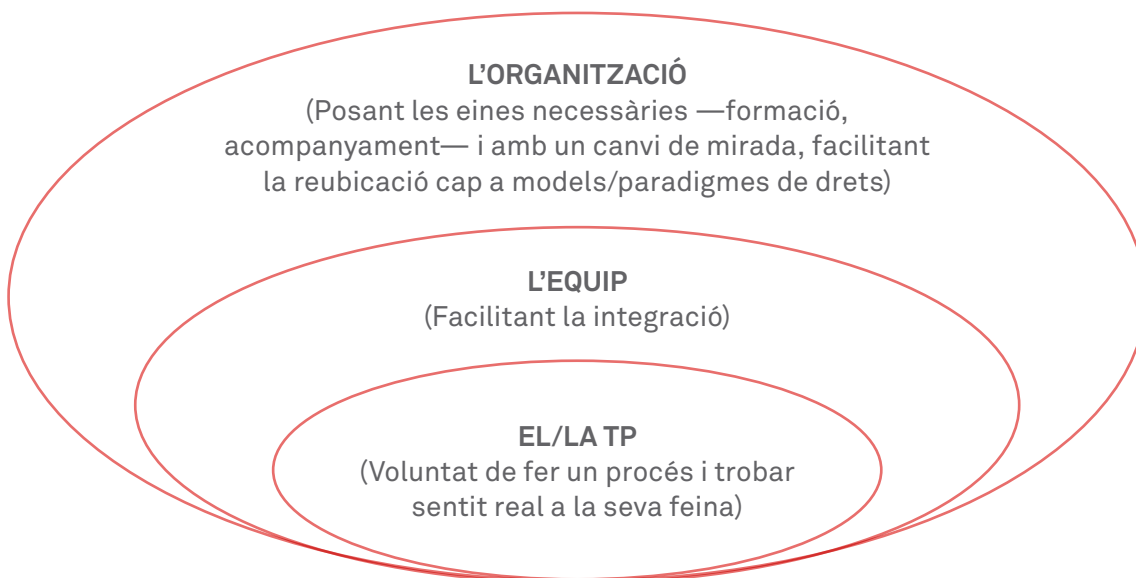 L’ORGANITZACIÓ
(Posant les eines necessàries —formació,
acompanyament— i amb un canvi de mirada, facilitant
la reubicació cap a models/paradigmes de drets)
L’EQUIP
(Facilitant la integració)
EL/LA TP
(Voluntat de fer un procés i trobar
sentit real a la seva feina)